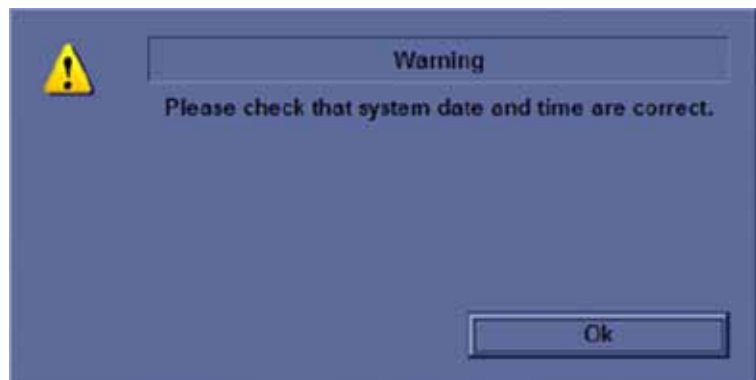 Warning
Please check that system date and time are correct.
Ok